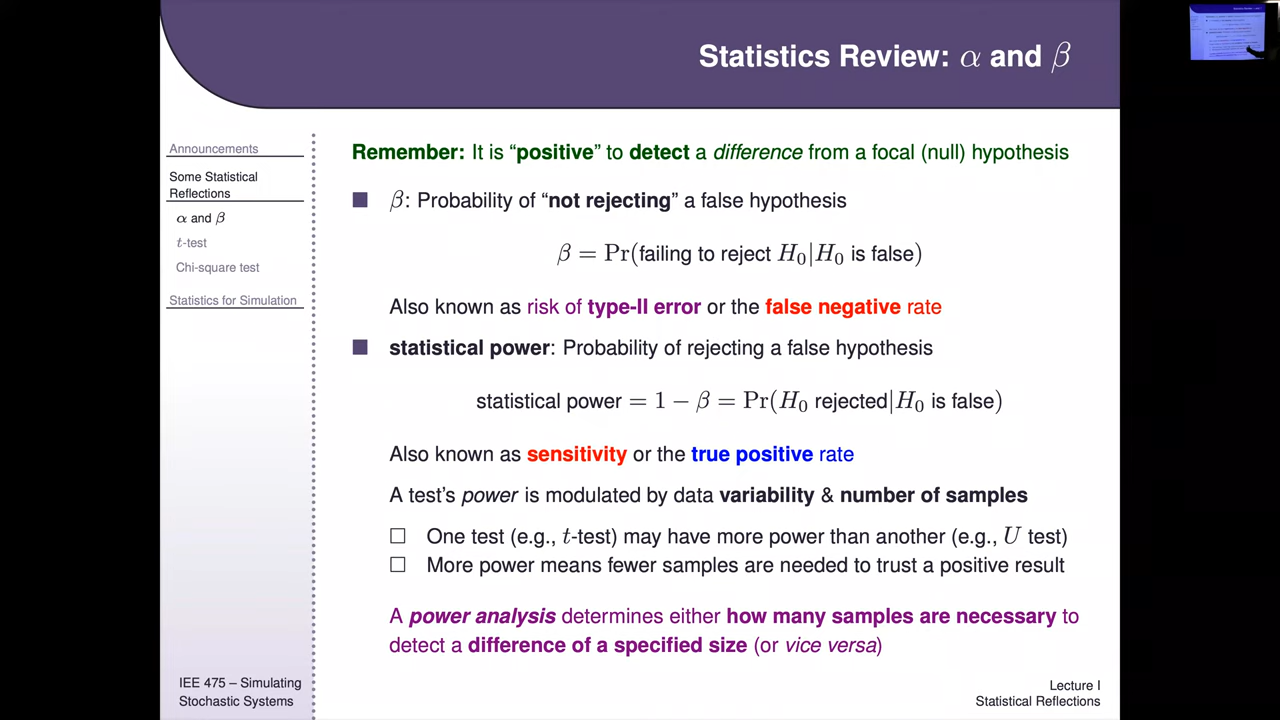 Statistics Review: α and β
Announcements
Some Statistical
Reflections
α and β
t-test
Chi-square test
Statistics for Simulation
Remember: It is “positive” to detect a difference from a focal (null) hypothesis
β: Probability of “not rejecting” a false hypothesis
β = Pr(failing to reject H₀|H₀ is false)
Also known as risk of type-II error or the false negative rate
statistical power: Probability of rejecting a false hypothesis
statistical power = 1 − β = Pr(H₀ rejected|H₀ is false)
Also known as sensitivity or the true positive rate
A test’s power is modulated by data variability & number of samples
One test (e.g., t-test) may have more power than another (e.g., U test)
More power means fewer samples are needed to trust a positive result
A power analysis determines either how many samples are necessary to
detect a difference of a specified size (or vice versa)
IEE 475 – Simulating
Stochastic Systems
Lecture I
Statistical Reflections